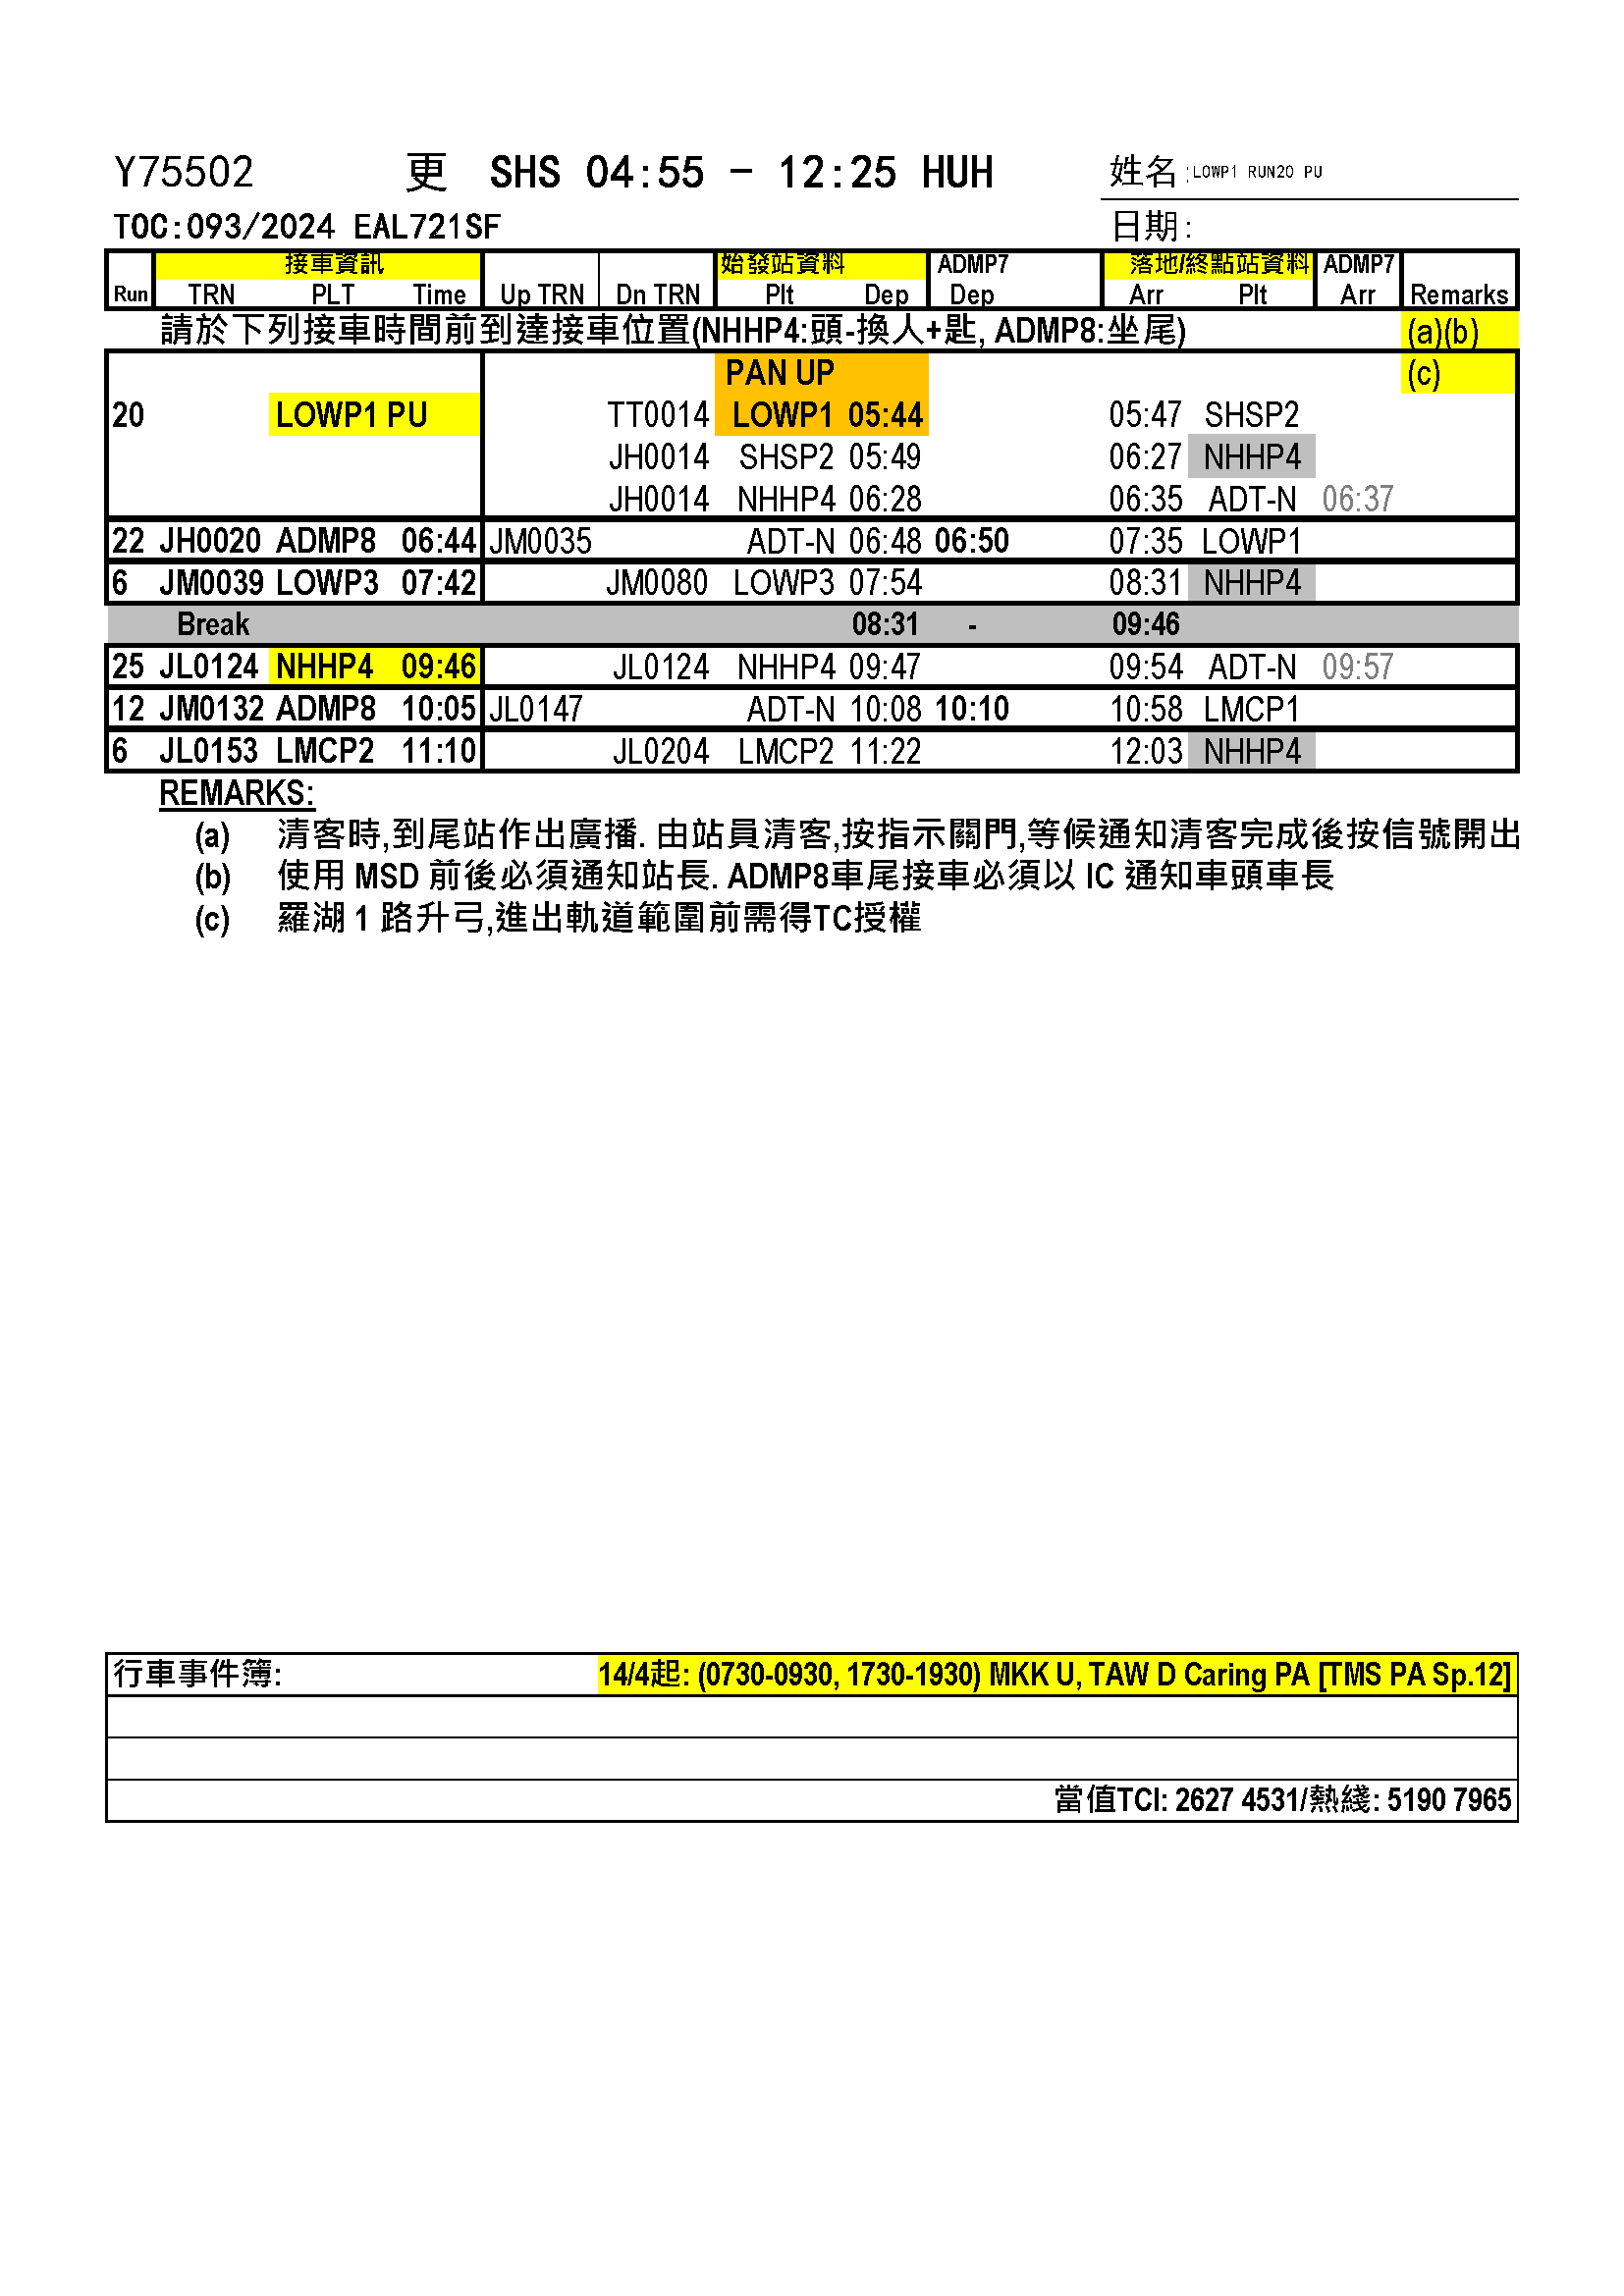 Y75502 更 SHS 04:55 - 12:25 HUH 姓名:LOWP1 RUN20 PU
TOC:093/2024 EAL721SF 日期:
接車資訊 始發站資料 ADMP7 落地/終點站資料 ADMP7
Run TRN PLT Time Up TRN Dn TRN Plt Dep Dep Arr Plt Arr Remarks
請於下列接車時間前到達接車位置(NHHP4:頭-換人+匙, ADMP8:坐尾) (a)(b)
PAN UP (c)
20 LOWP1 PU TT0014 LOWP1 05:44 05:47 SHSP2
JH0014 SHSP2 05:49 06:27 NHHP4
JH0014 NHHP4 06:28 06:35 ADT-N 06:37
22 JH0020 ADMP8 06:44 JM0035 ADT-N 06:48 06:50 07:35 LOWP1
6 JM0039 LOWP3 07:42 JM0080 LOWP3 07:54 08:31 NHHP4
Break 08:31 - 09:46
25 JL0124 NHHP4 09:46 JL0124 NHHP4 09:47 09:54 ADT-N 09:57
12 JM0132 ADMP8 10:05 JL0147 ADT-N 10:08 10:10 10:58 LMCP1
6 JL0153 LMCP2 11:10 JL0204 LMCP2 11:22 12:03 NHHP4
REMARKS:
(a) 清客時,到尾站作出廣播. 由站員清客,按指示關門,等候通知清客完成後按信號開出
(b) 使用 MSD 前後必須通知站長. ADMP8車尾接車必須以 IC 通知車頭車長
(c) 羅湖 1 路升弓,進出軌道範圍前需得TC授權
行車事件簿: 14/4起: (0730-0930, 1730-1930) MKK U, TAW D Caring PA [TMS PA Sp.12]
當值TCI: 2627 4531/熱綫: 5190 7965